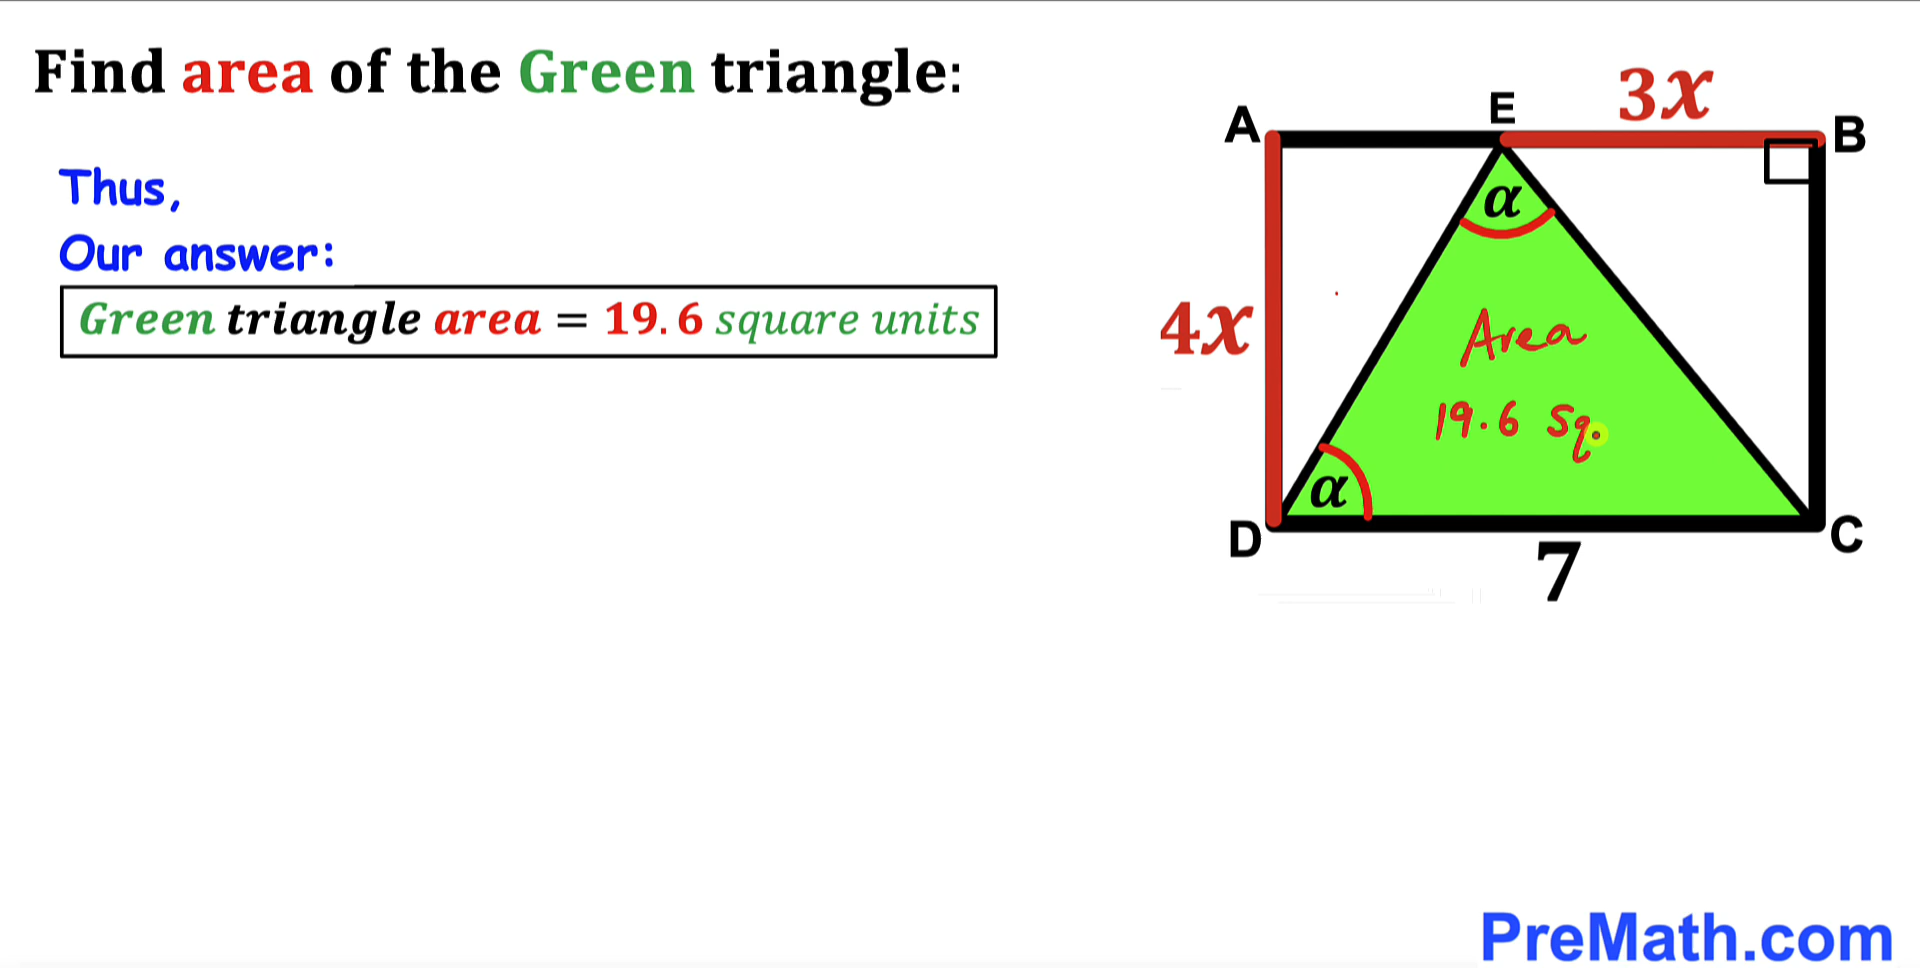 Find area of the Green triangle:
Thus,
Our answer:
Green triangle area = 19.6 square units
A
E
3x
B
α
4x
Area
19.6 sq.
α
D
C
7
PreMath.com